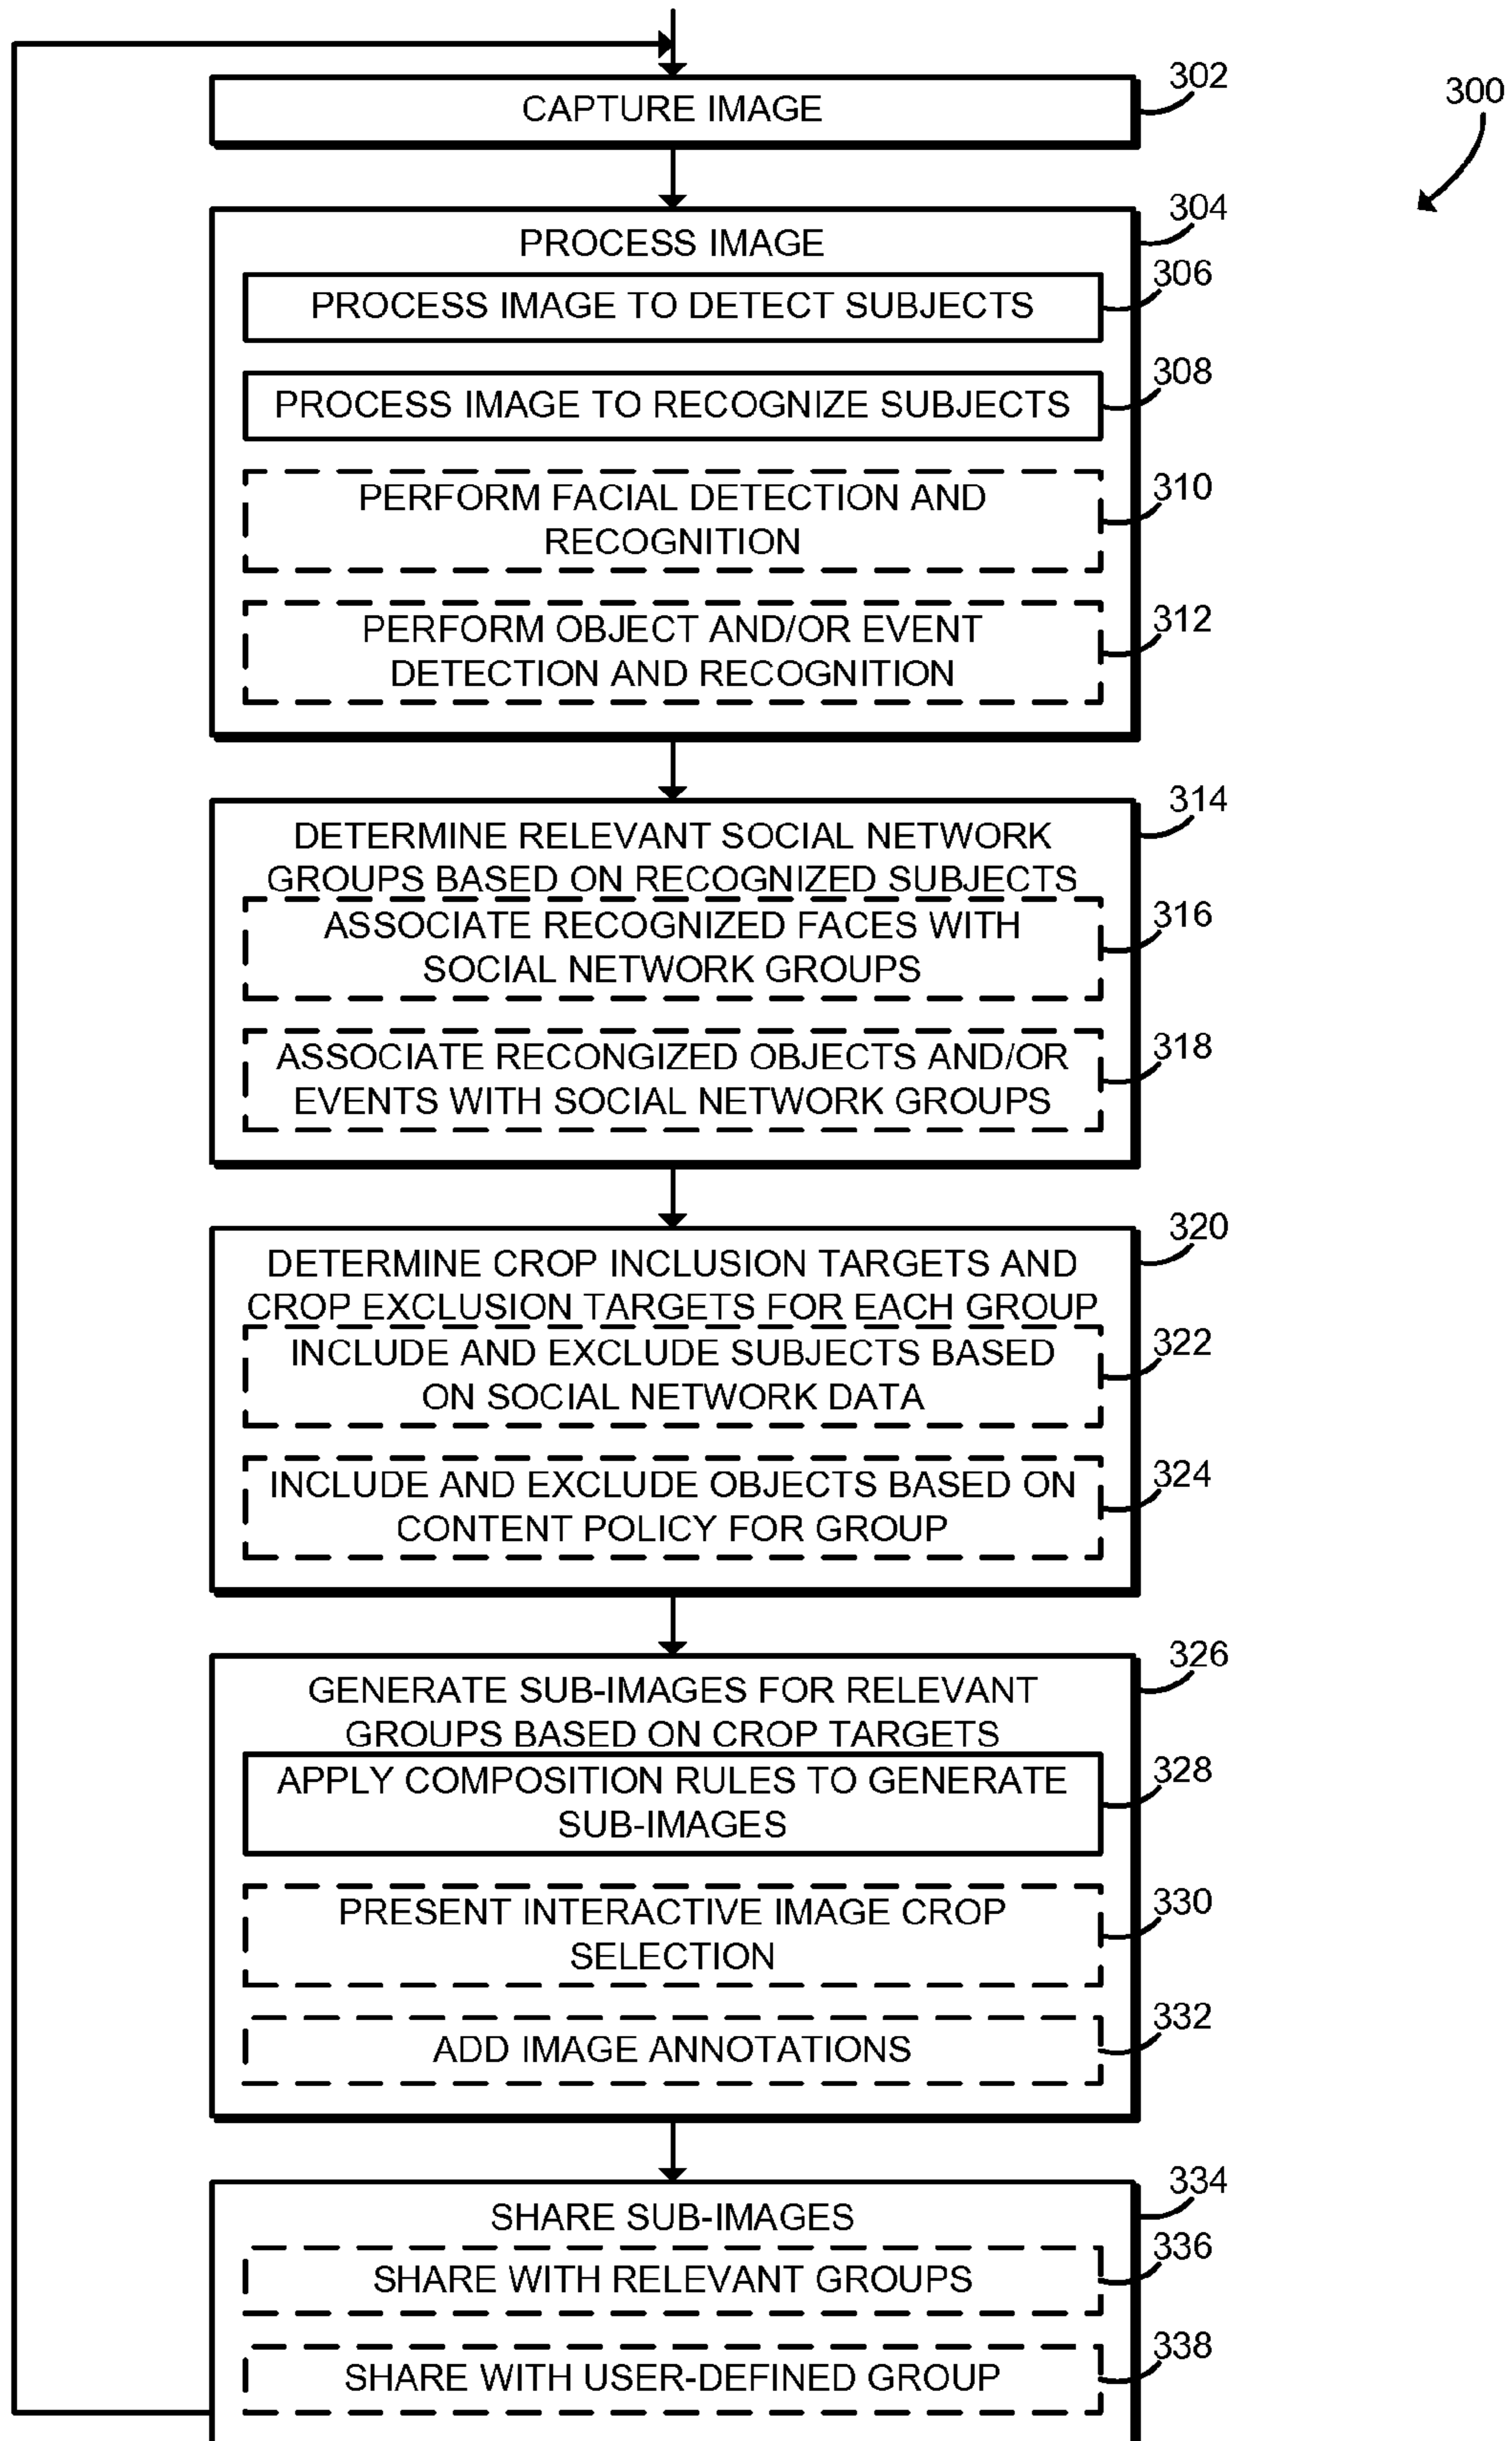 302
CAPTURE IMAGE
300
304
PROCESS IMAGE
306
PROCESS IMAGE TO DETECT SUBJECTS
308
PROCESS IMAGE TO RECOGNIZE SUBJECTS
310
PERFORM FACIAL DETECTION AND
RECOGNITION
312
PERFORM OBJECT AND/OR EVENT
DETECTION AND RECOGNITION
314
DETERMINE RELEVANT SOCIAL NETWORK
GROUPS BASED ON RECOGNIZED SUBJECTS
316
ASSOCIATE RECOGNIZED FACES WITH
SOCIAL NETWORK GROUPS
318
ASSOCIATE RECONGIZED OBJECTS AND/OR
EVENTS WITH SOCIAL NETWORK GROUPS
320
DETERMINE CROP INCLUSION TARGETS AND
CROP EXCLUSION TARGETS FOR EACH GROUP
322
INCLUDE AND EXCLUDE SUBJECTS BASED
ON SOCIAL NETWORK DATA
324
INCLUDE AND EXCLUDE OBJECTS BASED ON
CONTENT POLICY FOR GROUP
326
GENERATE SUB-IMAGES FOR RELEVANT
GROUPS BASED ON CROP TARGETS
328
APPLY COMPOSITION RULES TO GENERATE
SUB-IMAGES
330
PRESENT INTERACTIVE IMAGE CROP
SELECTION
332
ADD IMAGE ANNOTATIONS
334
SHARE SUB-IMAGES
336
SHARE WITH RELEVANT GROUPS
338
SHARE WITH USER-DEFINED GROUP